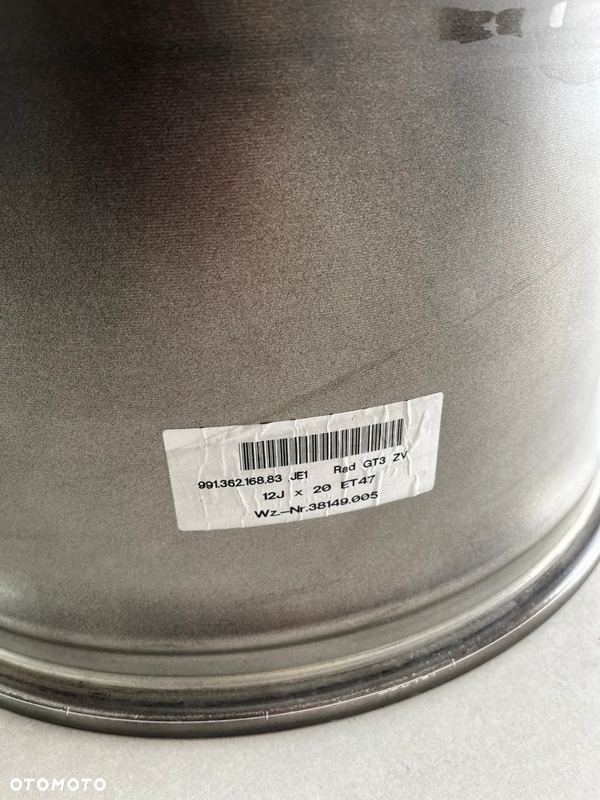 991.362.168.83 JE1 Rad GT3 ZV
12J x 20 ET47
Wz.-Nr.38149.005
OTOMOTO